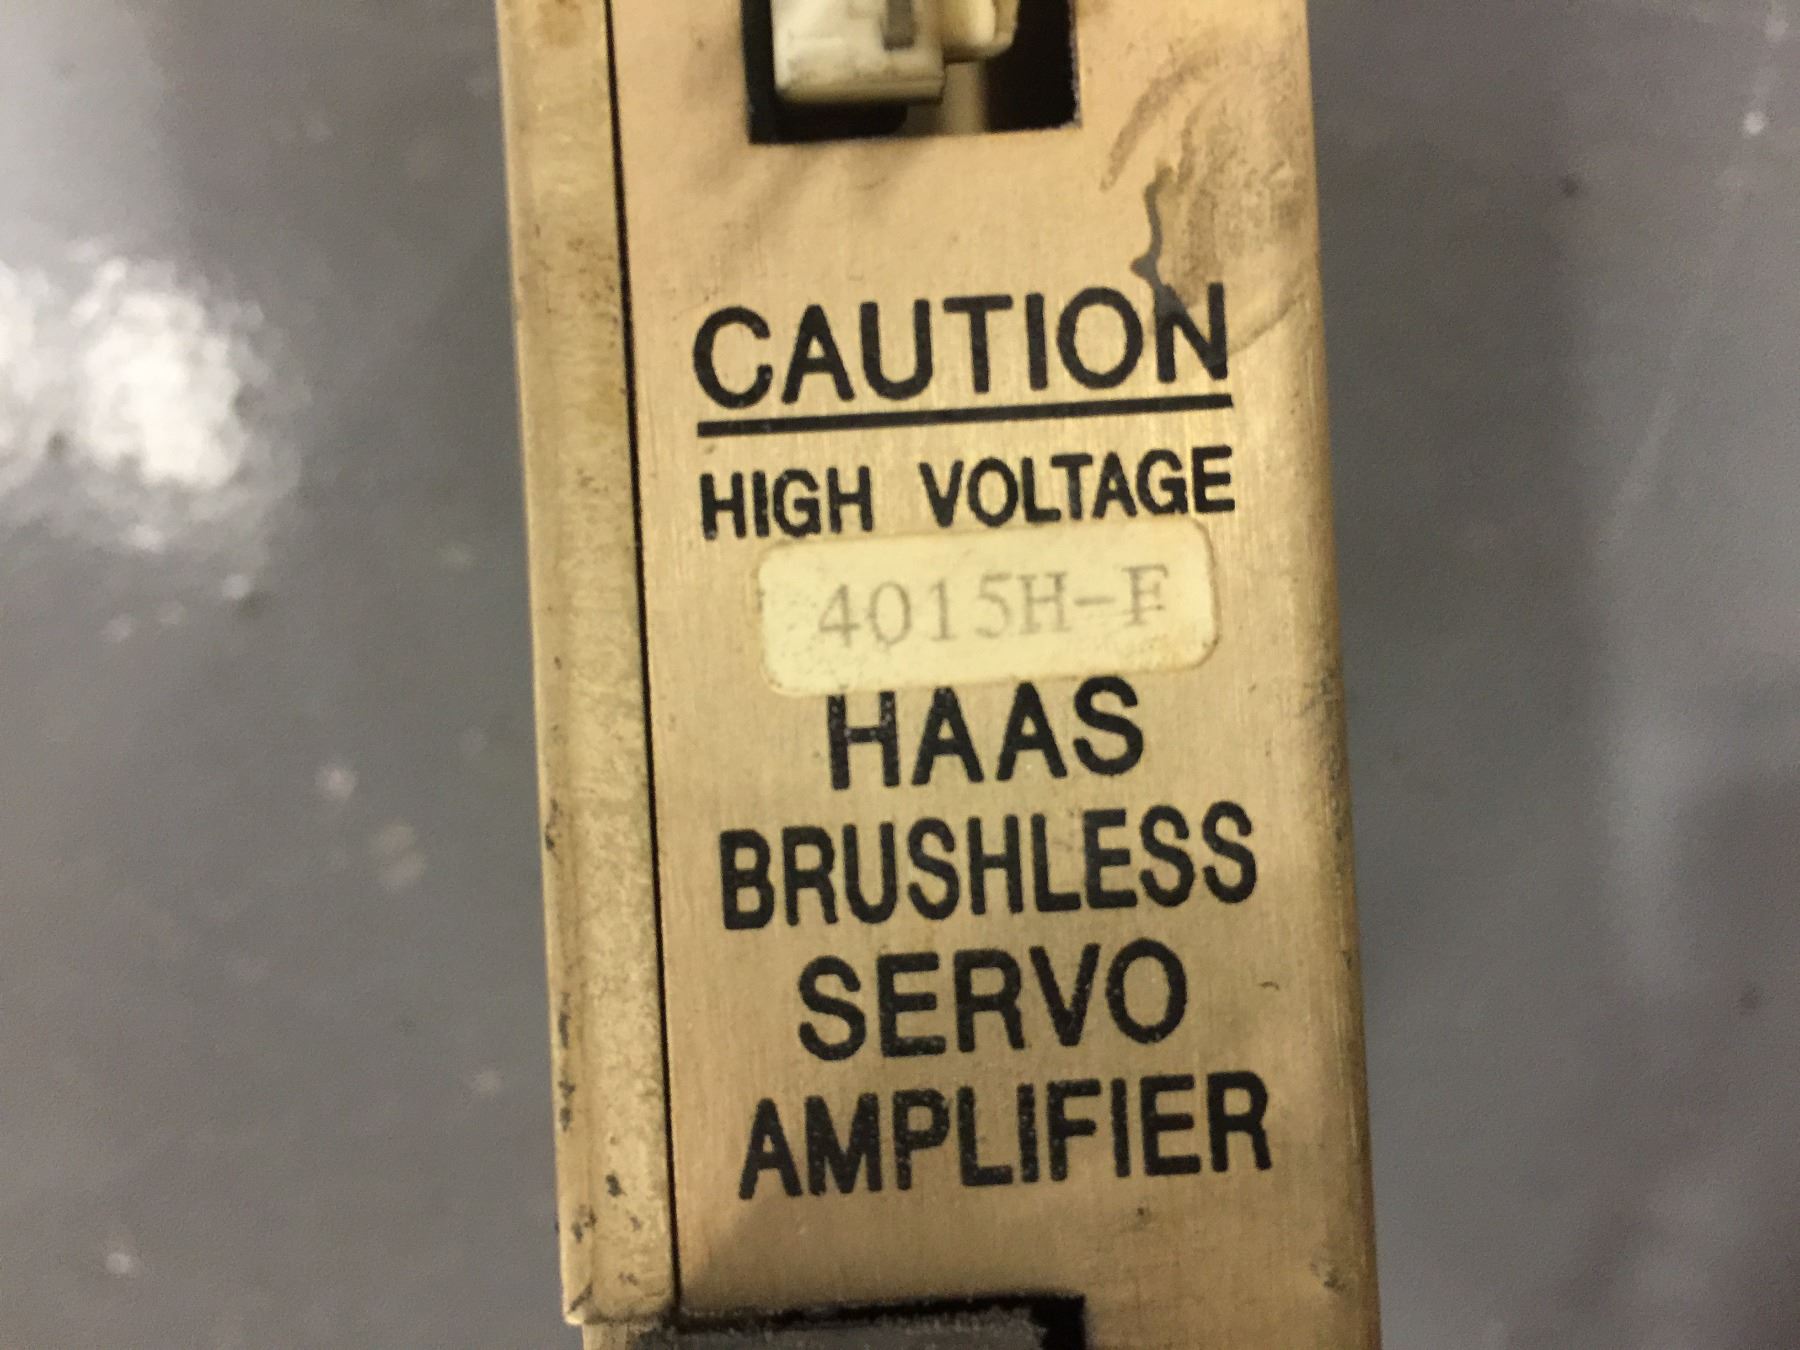 CAUTION
HIGH VOLTAGE
4015H-F
HAAS
BRUSHLESS
SERVO
AMPLIFIER